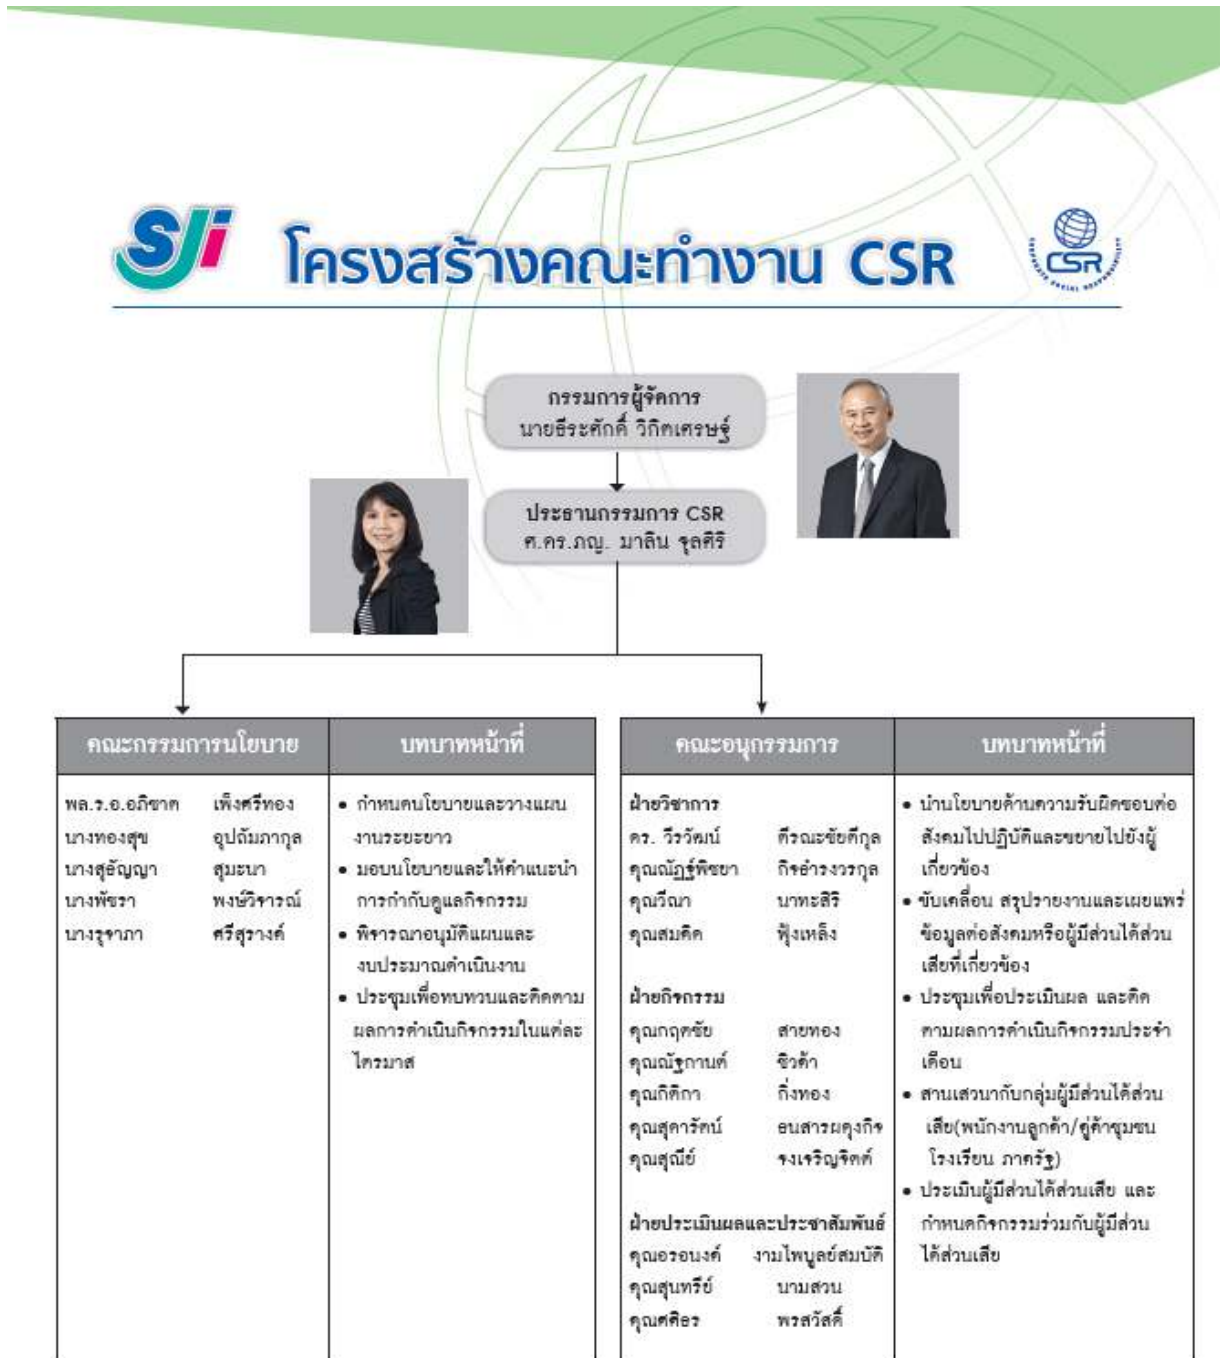 SJi โครงสร้างคณะทำงาน CSR
CSR
CORPORATE SOCIAL RESPONSIBILITY
กรรมการผู้จัดการ
นายธีระศักดิ์ วิกิตเศรษฐ์
ประธานกรรมการ CSR
ศ.ดร.ภญ. มาลิน จุลศิริ
คณะกรรมการนโยบาย
พล.ร.อ.อภิชาต เพ็งศรีทอง
นางทองสุข อุปถัมภากุล
นางสุธัญญา สุมะนา
นางพัชรา พงษ์วิจารณ์
นางรุจาภา ศรีสุรางค์
บทบาทหน้าที่
• กำหนดนโยบายและวางแผน
งานระยะยาว
• มอบนโยบายและให้คำแนะนำ
การกำกับดูแลกิจกรรม
• พิจารณาอนุมัติแผนและ
งบประมาณดำเนินงาน
• ประชุมเพื่อทบทวนและติดตาม
ผลการดำเนินกิจกรรมในแต่ละ
ไตรมาส
คณะอนุกรรมการ
ฝ่ายวิชาการ
ดร. วีรวัฒน์ ตีรณะชัยดีกุล
คุณณัฏฐ์พิชยา กิจธำรงวรกุล
คุณวีณา นาทะสิริ
คุณสมคิด ฟุ้งเหล็ง
ฝ่ายกิจกรรม
คุณกฤตชัย สายทอง
คุณณัฐกานต์ ชิวค้า
คุณกิติกา กิ่งทอง
คุณสุดารัตน์ ธนสารผดุงกิจ
คุณสุณีย์ จงเจริญจิตต์
ฝ่ายประเมินผลและประชาสัมพันธ์
คุณอรอนงค์ งามไพบูลย์สมบัติ
คุณสุนทรีย์ นามสวน
คุณศศิธร พรสวัสดิ์
บทบาทหน้าที่
• นำนโยบายด้านความรับผิดชอบต่อ
สังคมไปปฏิบัติและขยายไปยังผู้
เกี่ยวข้อง
• ขับเคลื่อน สรุปรายงานและเผยแพร่
ข้อมูลต่อสังคมหรือผู้มีส่วนได้ส่วน
เสียที่เกี่ยวข้อง
• ประชุมเพื่อประเมินผล และติด
ตามผลการดำเนินกิจกรรมประจำ
เดือน
• สานเสวนากับกลุ่มผู้มีส่วนได้ส่วน
เสีย(พนักงานลูกค้า/คู่ค้าชุมชน
โรงเรียน ภาครัฐ)
• ประเมินผู้มีส่วนได้ส่วนเสีย และ
กำหนดกิจกรรมร่วมกับผู้มีส่วน
ได้ส่วนเสีย